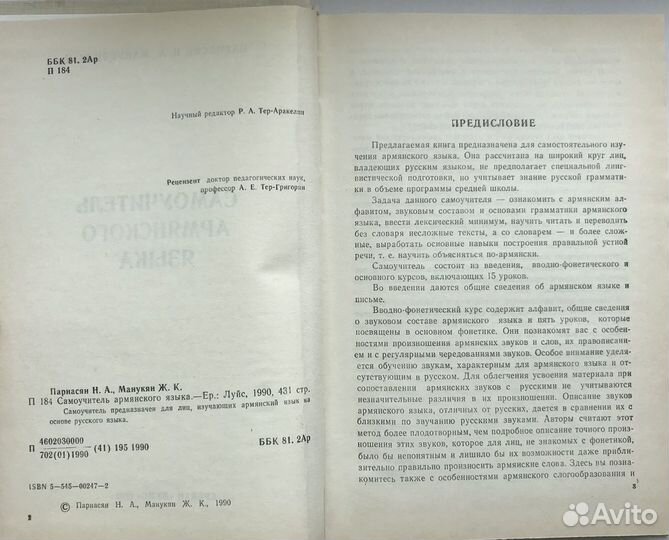 ББК 81. 2Ар
П 184
Научный редактор Р. А. Тер-Аракелян
Рецензент доктор педагогических наук,
профессор А. Е. Тер-Григорян
Парнасян Н. А., Манукян Ж. К.
П 184 Самоучитель армянского языка.—Ер.: Луйс, 1990, 431 стр.
Самоучитель предназначен для лиц, изучающих армянский язык на
основе русского языка.
П 4602030000
702(01)1990 (41) 195 1990
ББК 81. 2Ар
ISBN 5—545—00247—2
© Парнасян Н. А., Манукян Ж. К., 1990
2
ПРЕДИСЛОВИЕ
Предлагаемая книга предназначена для самостоятельного изу-
чения армянского языка. Она рассчитана на широкий круг лиц,
владеющих русским языком, не предполагает специальной линг-
вистической подготовки, но учитывает знание русской граммати-
ки в объеме программы средней школы.
Задача данного самоучителя — ознакомить с армянским ал-
фавитом, звуковым составом и основами грамматики армянского
языка, ввести лексический минимум, научить читать и переводить
без словаря несложные тексты, а со словарем — и более слож-
ные, выработать основные навыки построения правильной устной
речи, т. е. научить объясняться по-армянски.
Самоучитель состоит из введения, вводно-фонетического и
основного курсов, включающих 15 уроков.
Во введении даются общие сведения об армянском языке и
письме.
Вводно-фонетический курс содержит алфавит, общие сведения
о звуковом составе армянского языка и пять уроков, которые
посвящены в основном фонетике. Они познакомят вас с особен-
ностями произношения армянских звуков и слов, их правописани-
ем и с регулярными чередованиями звуков. Особое внимание уделя-
ется обучению звукам, характерным для армянского языка и от-
сутствующим в русском. Для облегчения усвоения материала при
сопоставлении армянских звуков с русскими не учитываются
незначительные различия в их произношении. Описание звуков
армянского языка, отличных от русских, дается в сравнении их с
близкими по звучанию русскими звуками. Авторы считают этот
метод более плодотворным, чем подробное описание точного произ-
ношения этих звуков, которое для лиц, не знакомых с фонетикой,
было бы непонятным и лишило бы их возможности даже прибли-
зительно правильно произносить армянские слова. Здесь вы позна-
комитесь также с особенностями армянского слогообразования и
3
Avito